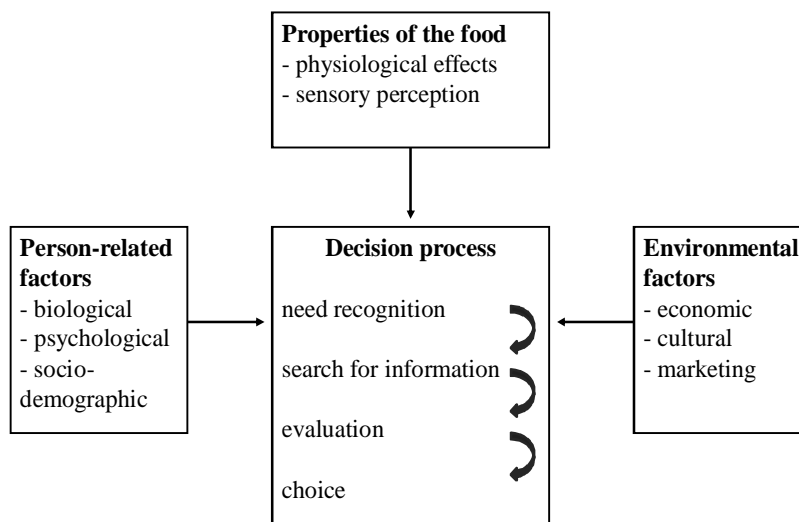 Properties of the food
- physiological effects
- sensory perception
Person-related
factors
- biological
- psychological
- socio-
demographic
Decision process
need recognition
search for information
evaluation
choice
Environmental
factors
- economic
- cultural
- marketing